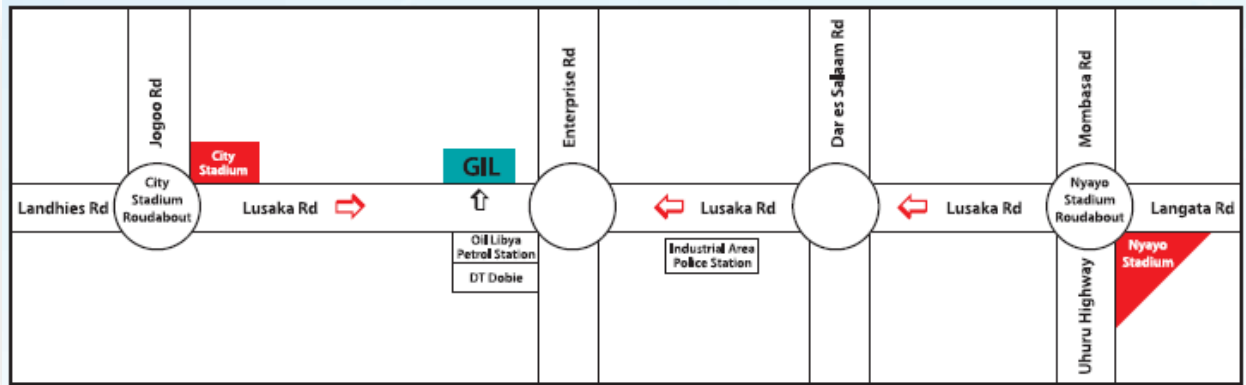 Jogoo Rd
Enterprise Rd
Dar es Salaam Rd
Mombasa Rd
City
Stadium
GIL
Landhies Rd
City
Stadium
Roudabout
Lusaka Rd
Lusaka Rd
Lusaka Rd
Nyayo
Stadium
Roudabout
Langata Rd
Oil Libya
Petrol Station
DT Dobie
Industrial Area
Police Station
Nyayo
Stadium
Uhuru Highway